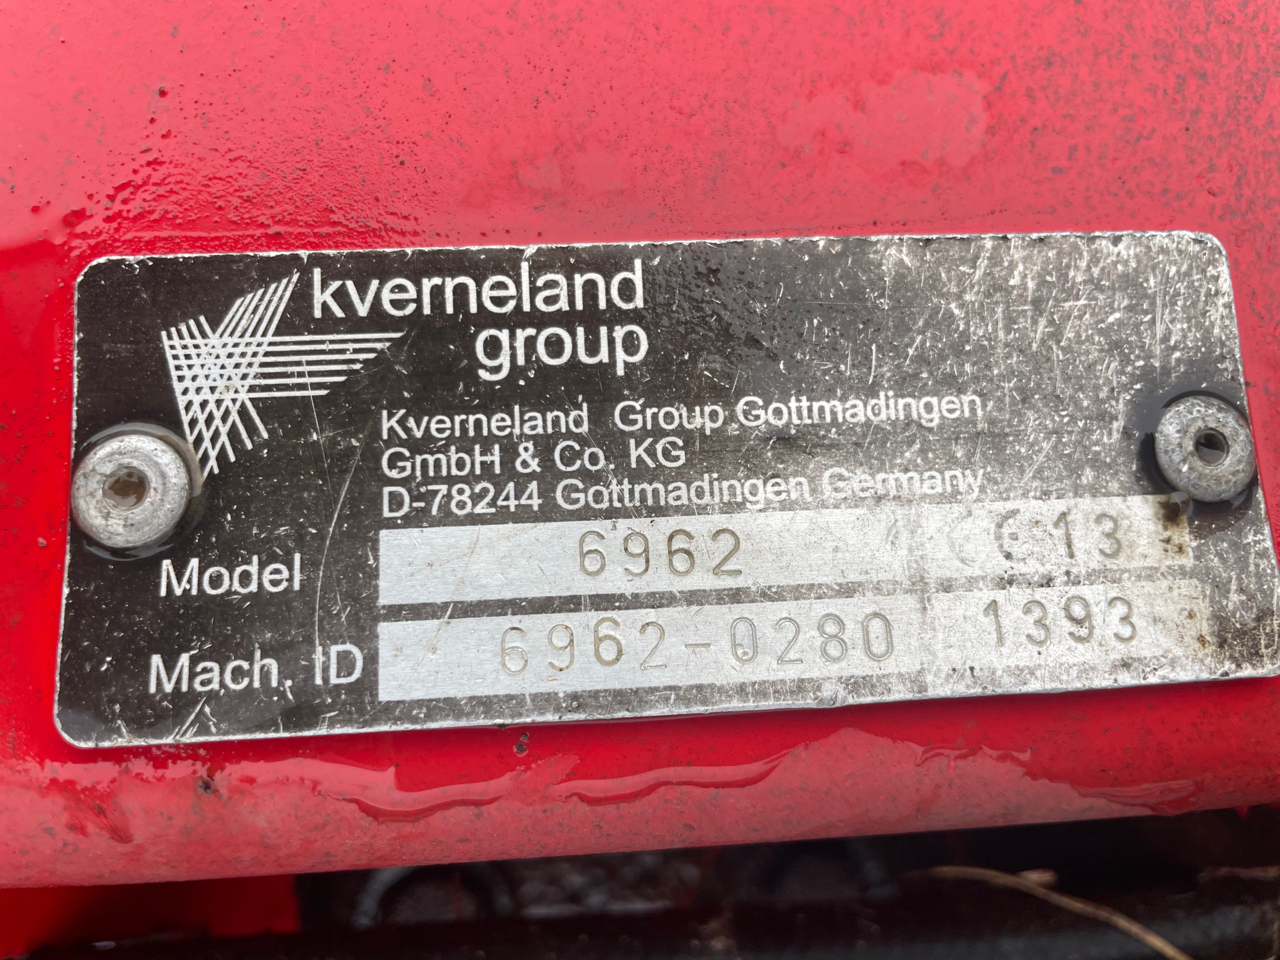 kverneland
group
Kverneland Group Gottmadingen
GmbH & Co. KG
D-78244 Gottmadingen Germany
Model 6962 CE 13
Mach. ID 6962-0280 1393